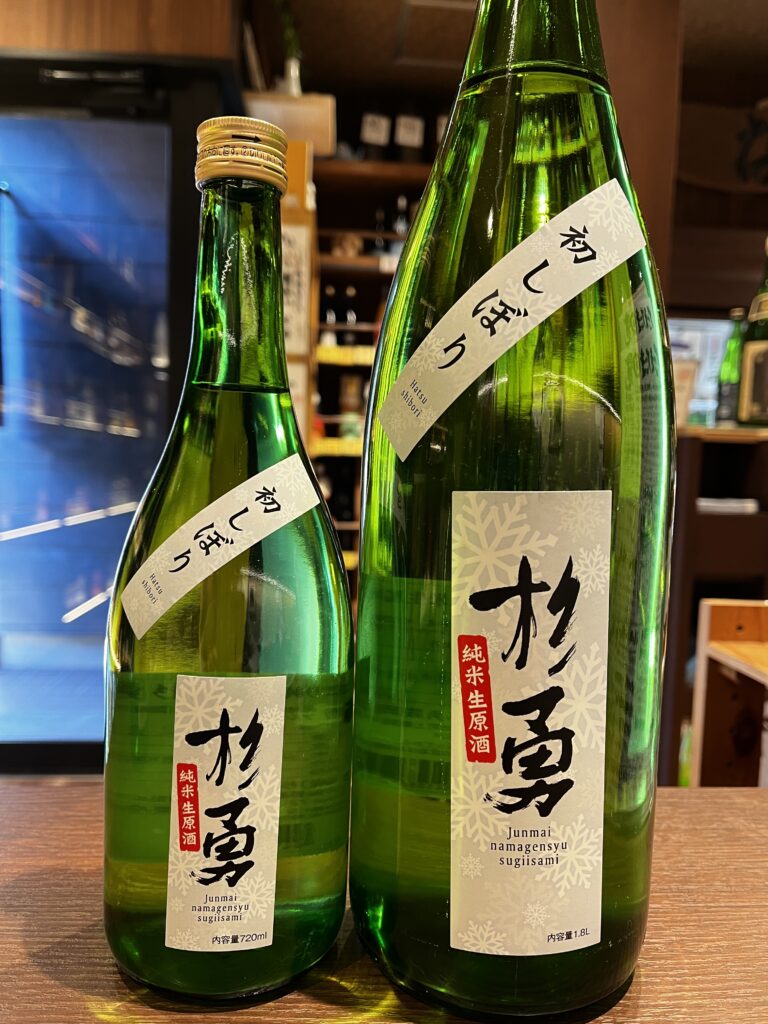 初しぼり
Hatsu
shibori
杉勇
純米生原酒
Junmai
namagensyu
sugiisami
内容量720ml
初しぼり
Hatsu
shibori
杉勇
純米生原酒
Junmai
namagensyu
sugiisami
内容量1.8L